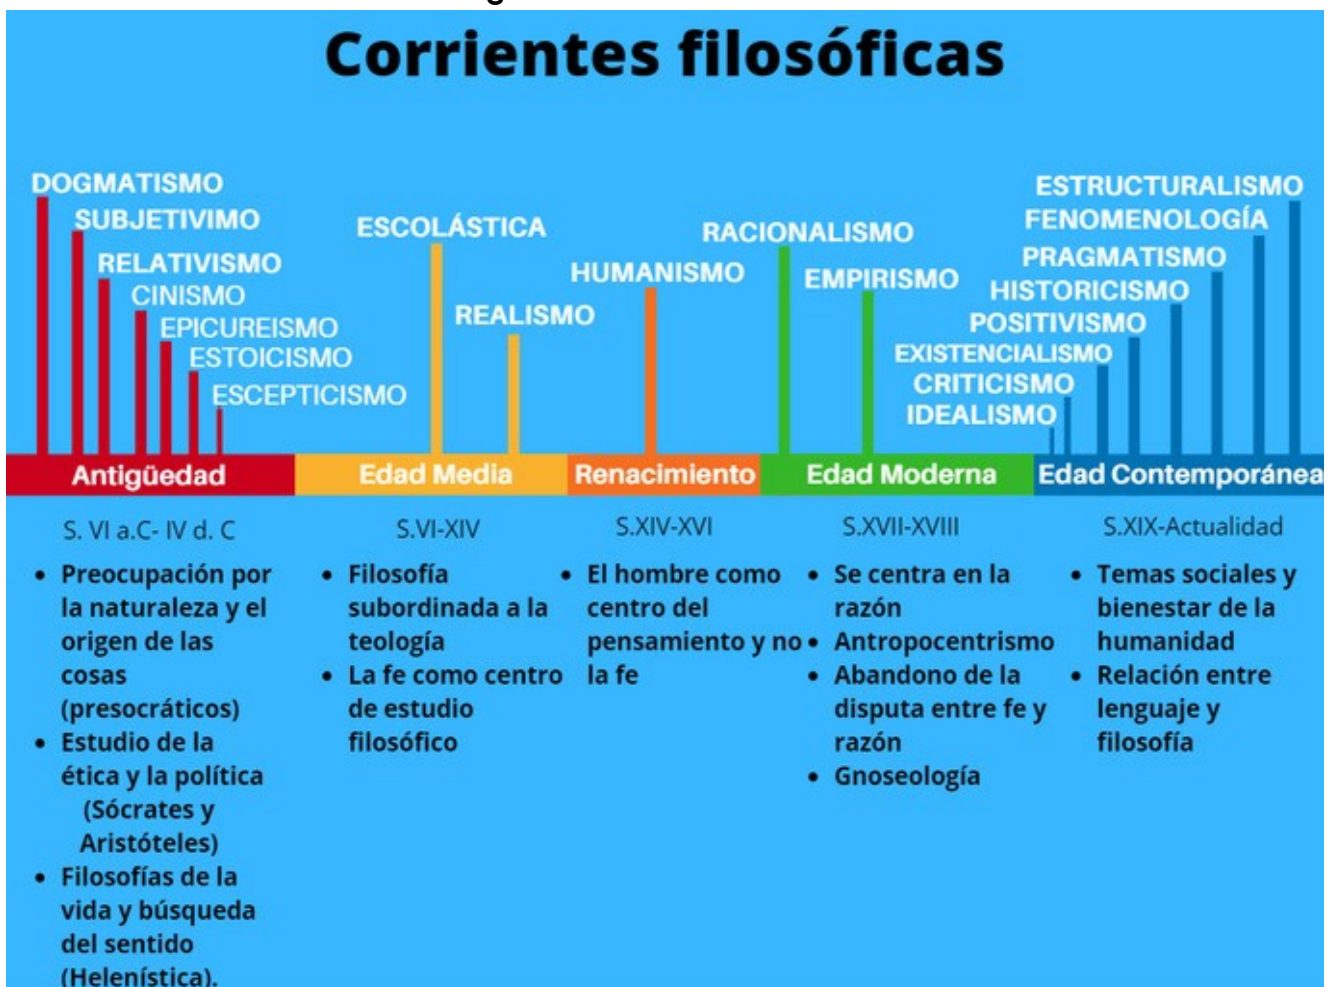 Corrientes filosóficas
DOGMATISMO
SUBJETIVIMO
RELATIVISMO
CINISMO
EPICUREISMO
ESTOICISMO
ESCEPTICISMO
ESCOLÁSTICA
REALISMO
HUMANISMO
RACIONALISMO
EMPIRISMO
ESTRUCTURALISMO
FENOMENOLOGÍA
PRAGMATISMO
HISTORICISMO
POSITIVISMO
EXISTENCIALISMO
CRITICISMO
IDEALISMO
Antigüedad
Edad Media
Renacimiento
Edad Moderna
Edad Contemporánea
S. VI a.C- IV d. C
• Preocupación por
la naturaleza y el
origen de las
cosas
(presocráticos)
• Estudio de la
ética y la política
(Sócrates y
Aristóteles)
• Filosofías de la
vida y búsqueda
del sentido
(Helenística).
S.VI-XIV
• Filosofía
subordinada a la
teología
• La fe como centro
de estudio
filosófico
S.XIV-XVI
• El hombre como
centro del
pensamiento y no
la fe
S.XVII-XVIII
• Se centra en la
razón
• Antropocentrismo
• Abandono de la
disputa entre fe y
razón
• Gnoseología
S.XIX-Actualidad
• Temas sociales y
bienestar de la
humanidad
• Relación entre
lenguaje y
filosofía